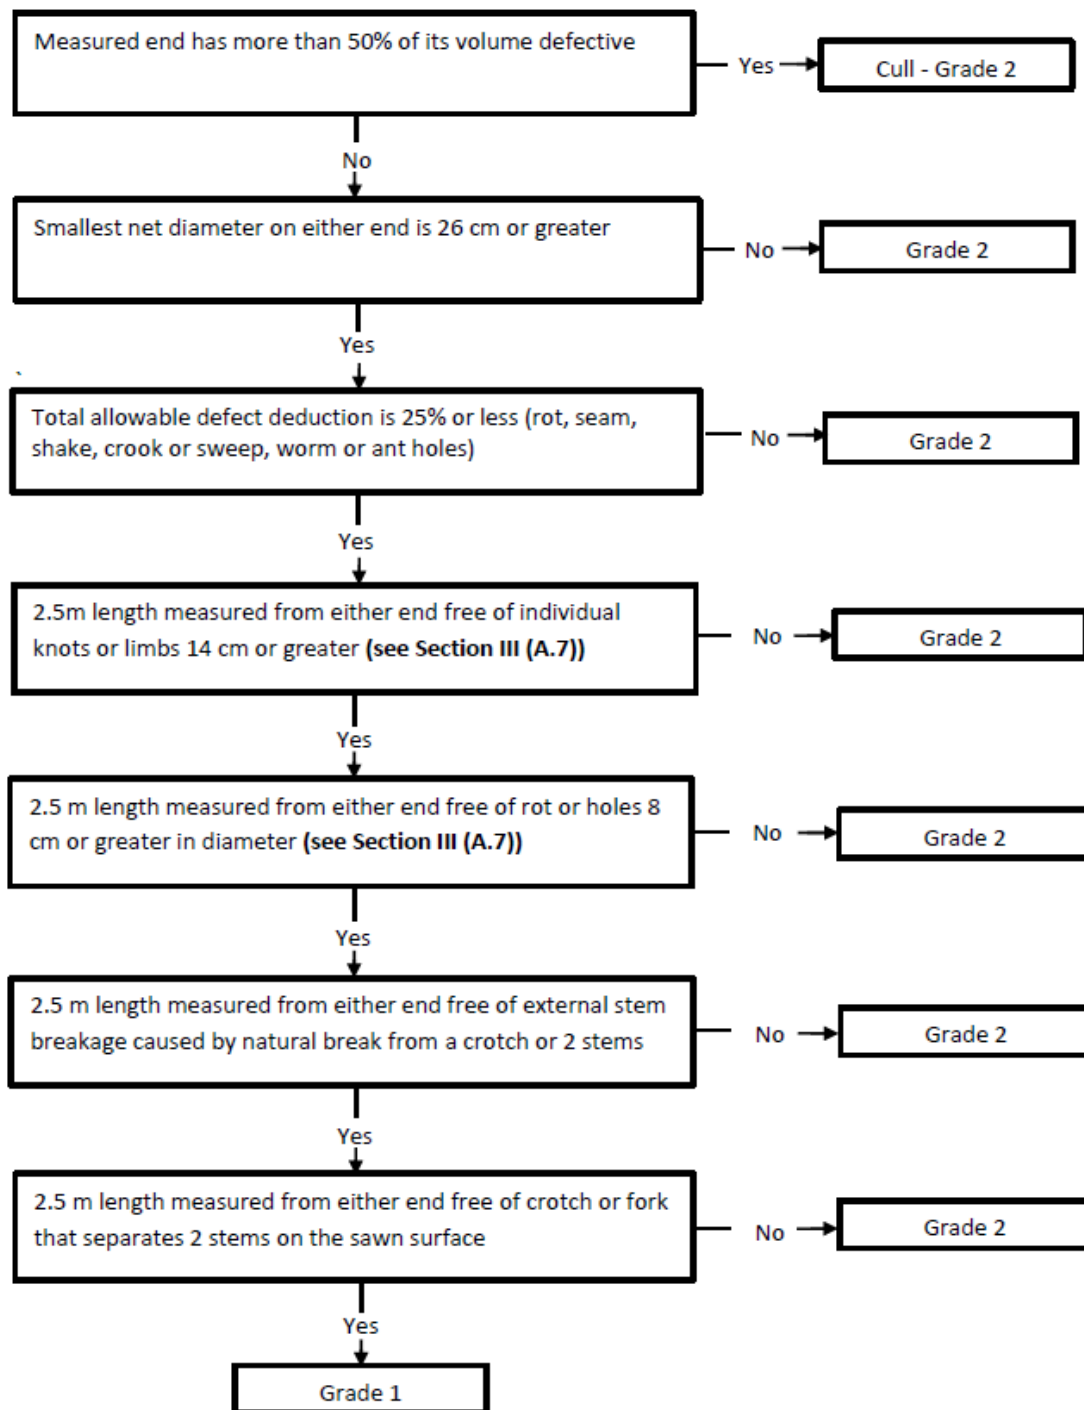 Measured end has more than 50% of its volume defective
Yes
Cull - Grade 2
No
Smallest net diameter on either end is 26 cm or greater
No
Grade 2
Yes
`
Total allowable defect deduction is 25% or less (rot, seam,
shake, crook or sweep, worm or ant holes)
No
Grade 2
Yes
2.5m length measured from either end free of individual
knots or limbs 14 cm or greater (see Section III (A.7))
No
Grade 2
Yes
2.5 m length measured from either end free of rot or holes 8
cm or greater in diameter (see Section III (A.7))
No
Grade 2
Yes
2.5 m length measured from either end free of external stem
breakage caused by natural break from a crotch or 2 stems
No
Grade 2
Yes
2.5 m length measured from either end free of crotch or fork
that separates 2 stems on the sawn surface
No
Grade 2
Yes
Grade 1